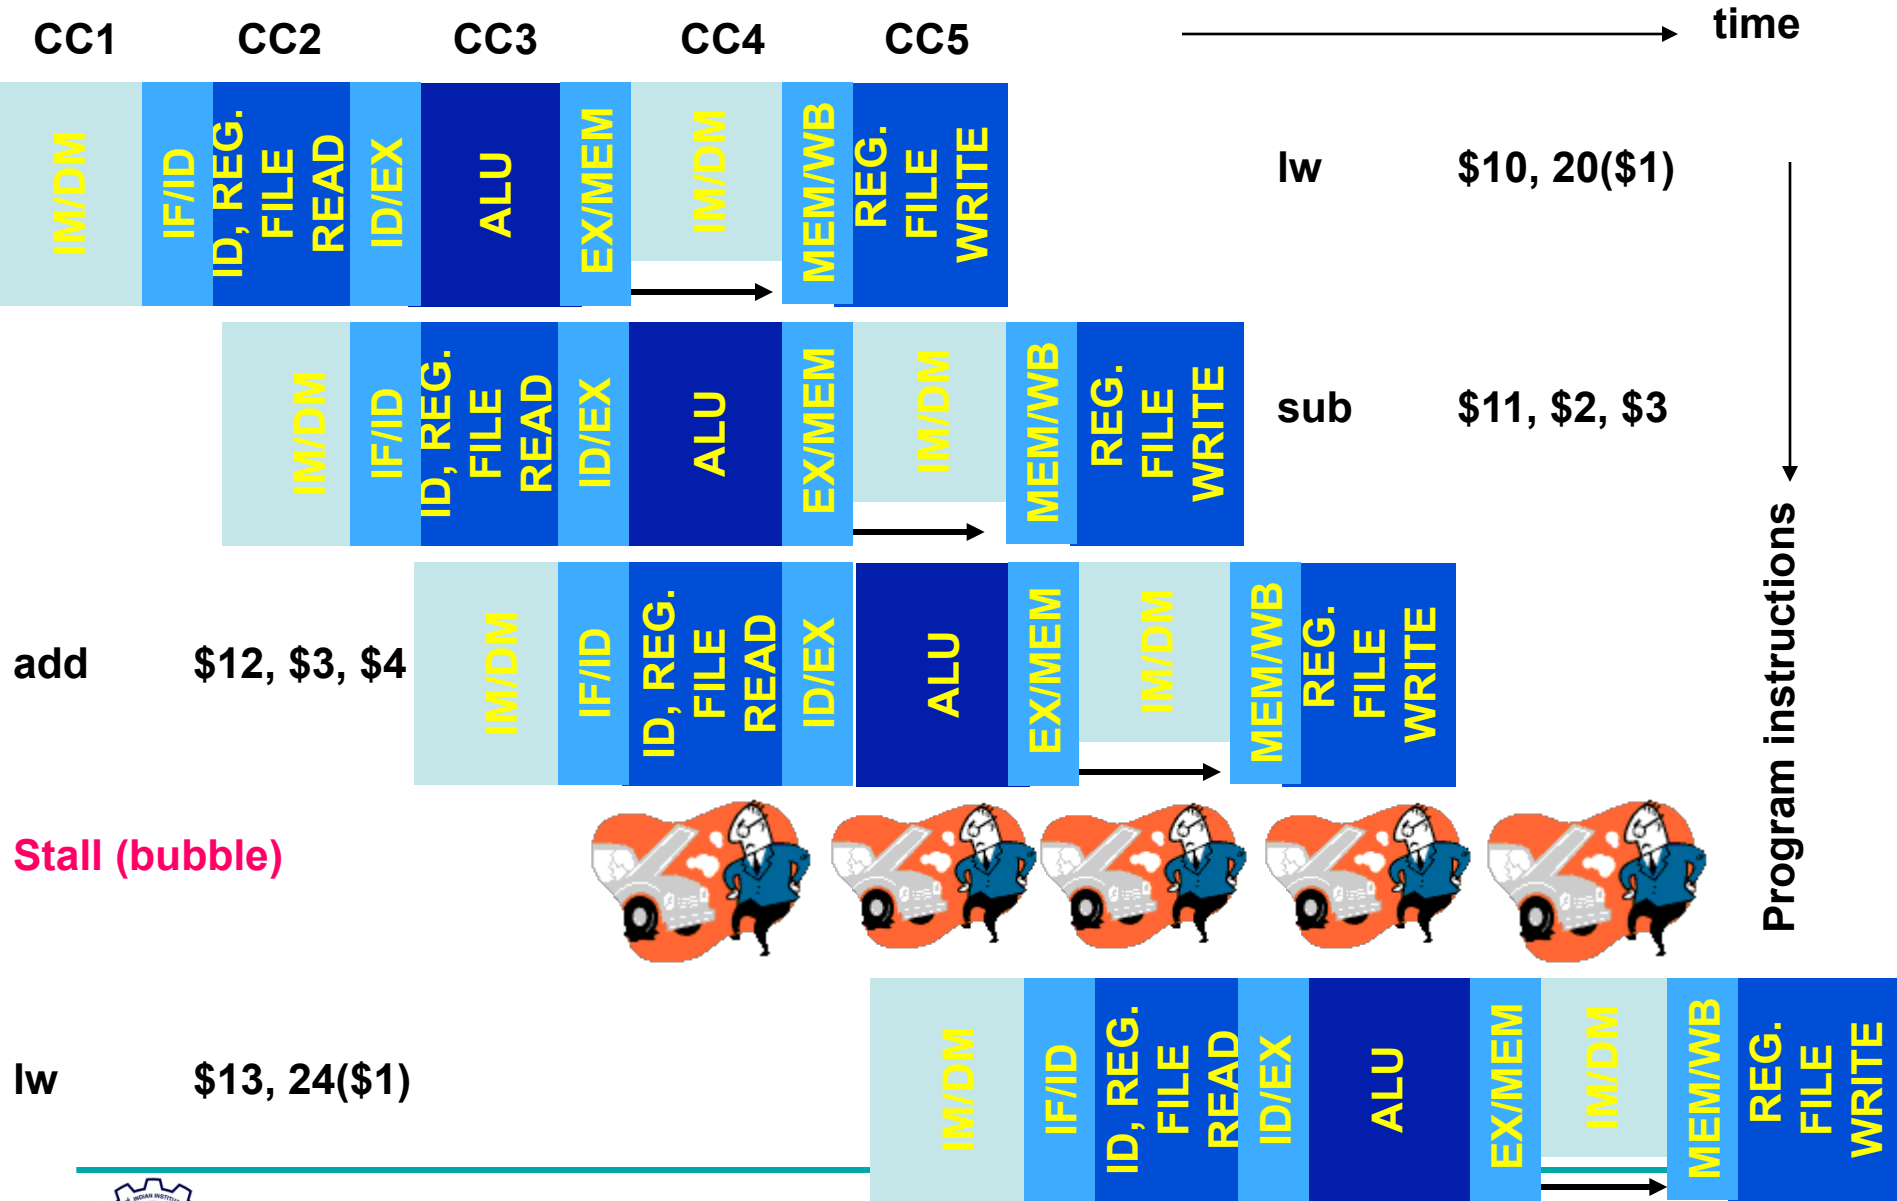 CC1 CC2 CC3 CC4 CC5 time
IM/DM
IF/ID
ID, REG.
FILE
READ
ID/EX
ALU
EX/MEM
IM/DM
MEM/WB
REG.
FILE
WRITE
lw $10, 20($1)
IM/DM
IF/ID
ID, REG.
FILE
READ
ID/EX
ALU
EX/MEM
IM/DM
MEM/WB
REG.
FILE
WRITE
sub $11, $2, $3
add $12, $3, $4
IM/DM
IF/ID
ID, REG.
FILE
READ
ID/EX
ALU
EX/MEM
IM/DM
MEM/WB
REG.
FILE
WRITE
Program instructions
Stall (bubble)
lw $13, 24($1)
IM/DM
IF/ID
ID, REG.
FILE
READ
ID/EX
ALU
EX/MEM
IM/DM
MEM/WB
REG.
FILE
WRITE
INDIAN